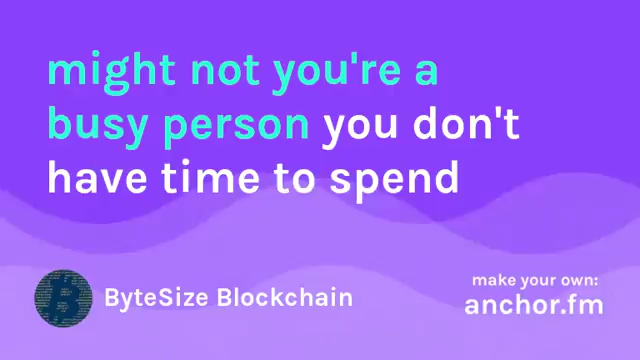 might not you're a
busy person you don't
have time to spend
ByteSize Blockchain
make your own:
anchor.fm